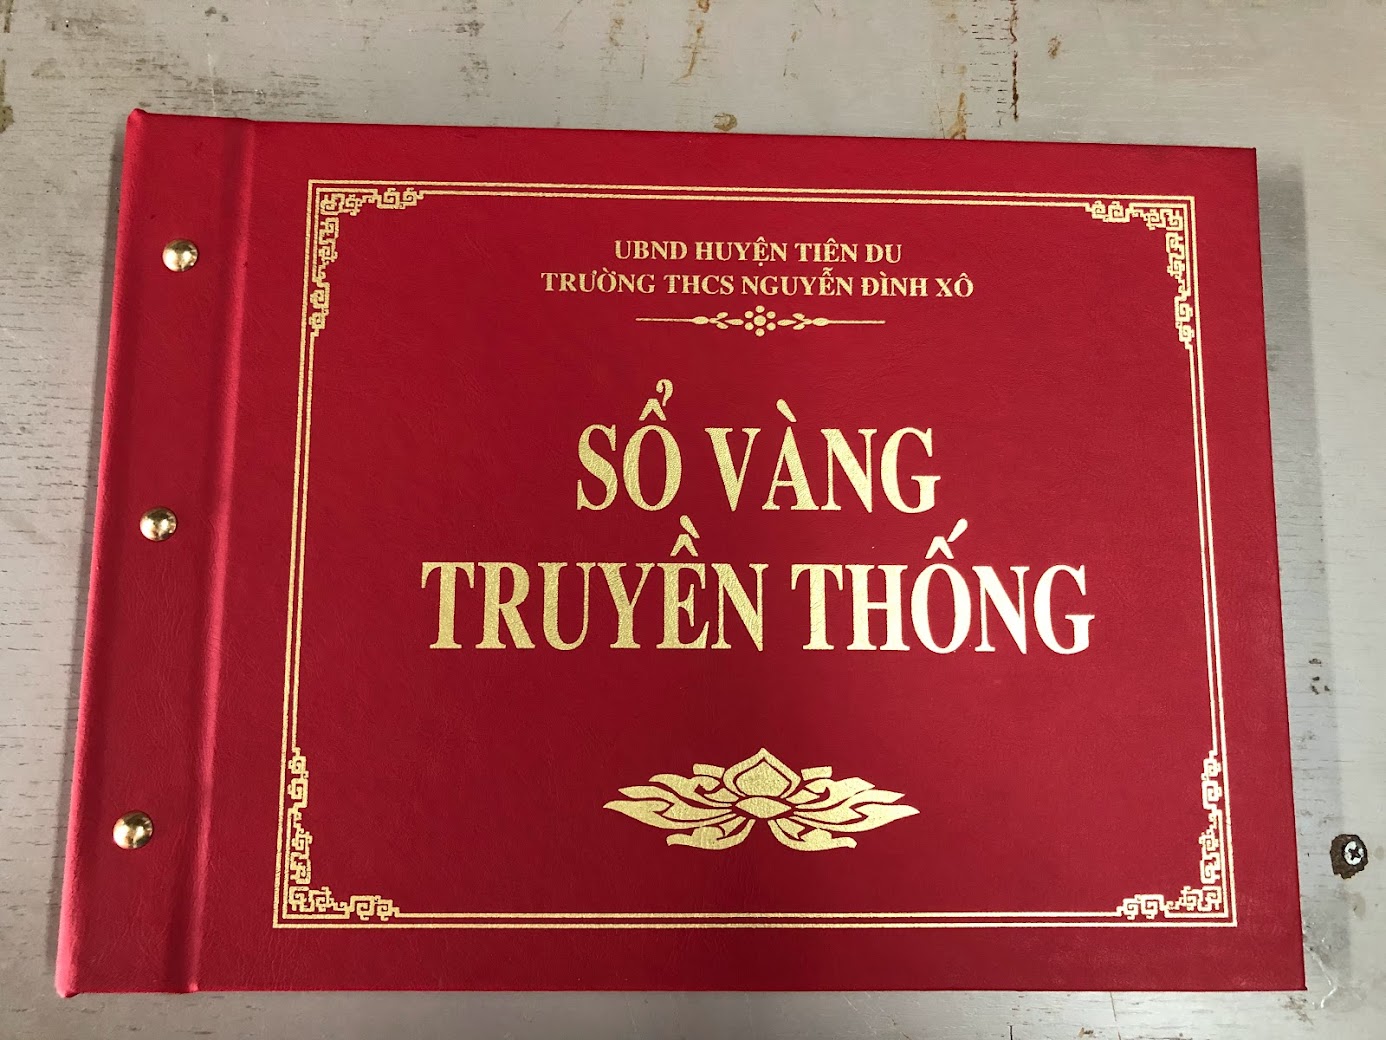 UBND HUYỆN TIÊN DU
TRƯỜNG THCS NGUYỄN ĐÌNH XÔ
SỔ VÀNG
TRUYỀN THỐNG